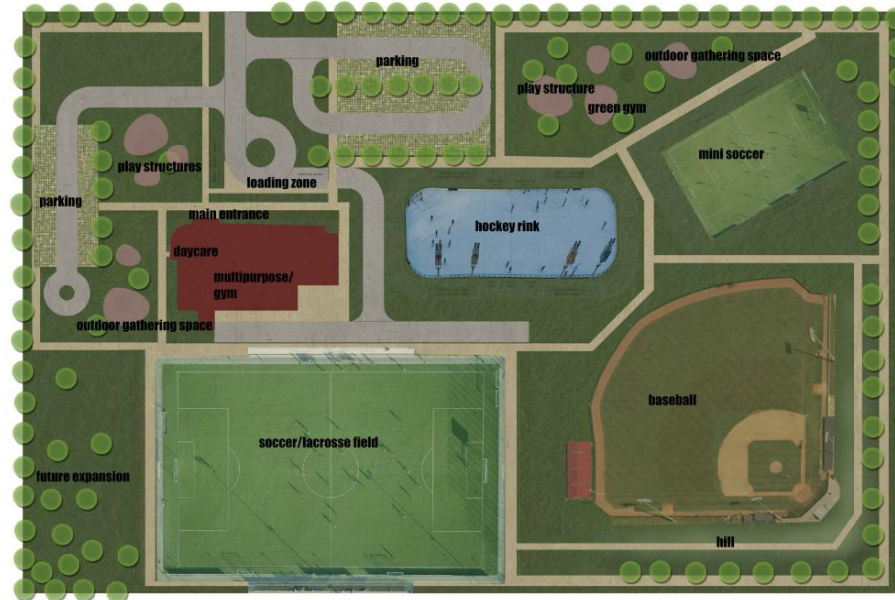 outdoor gathering space
parking
play structure
green gym
mini soccer
play structures
loading zone
parking
main entrance
hockey rink
daycare
multipurpose/
gym
outdoor gathering space
baseball
soccer/lacrosse field
future expansion
hill